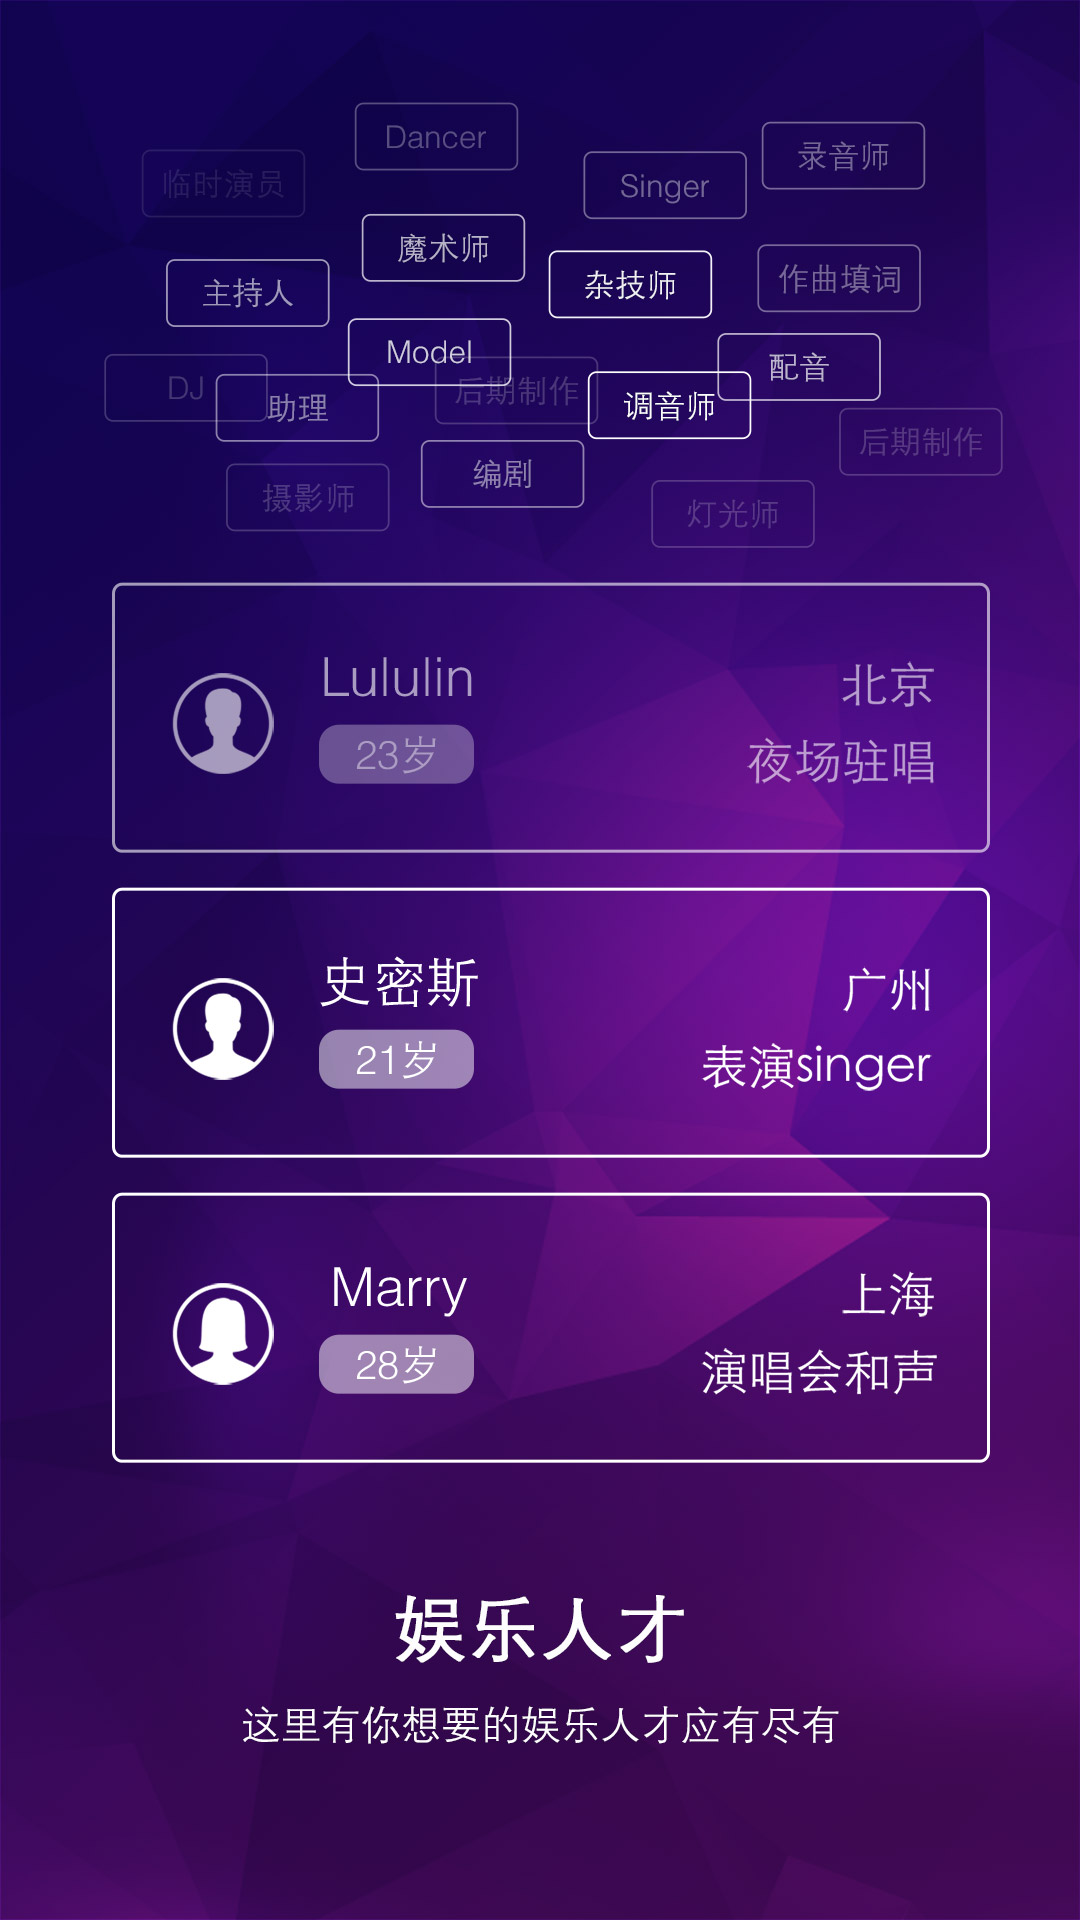 Dancer
录音师
临时演员
Singer
魔术师
杂技师
作曲填词
主持人
Model
配音
DJ
后期制作
助理
调音师
后期制作
编剧
摄影师
灯光师
Lululin
北京
23岁
夜场驻唱
史密斯
广州
21岁
表演singer
Marry
上海
28岁
演唱会和声
娱乐人才
这里有你想要的娱乐人才应有尽有